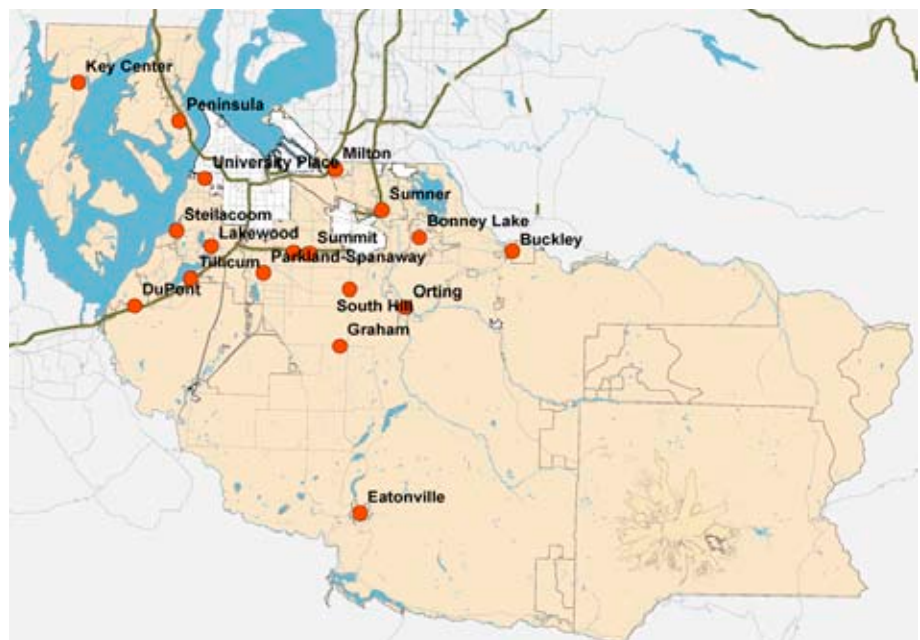 Key Center
Peninsula
Milton
University Place
Sumner
Steilacoom
Bonney Lake
Lakewood
Summit
Buckley
Parkland-Spanaway
Tillicum
DuPont
South Hill
Orting
Graham
Eatonville